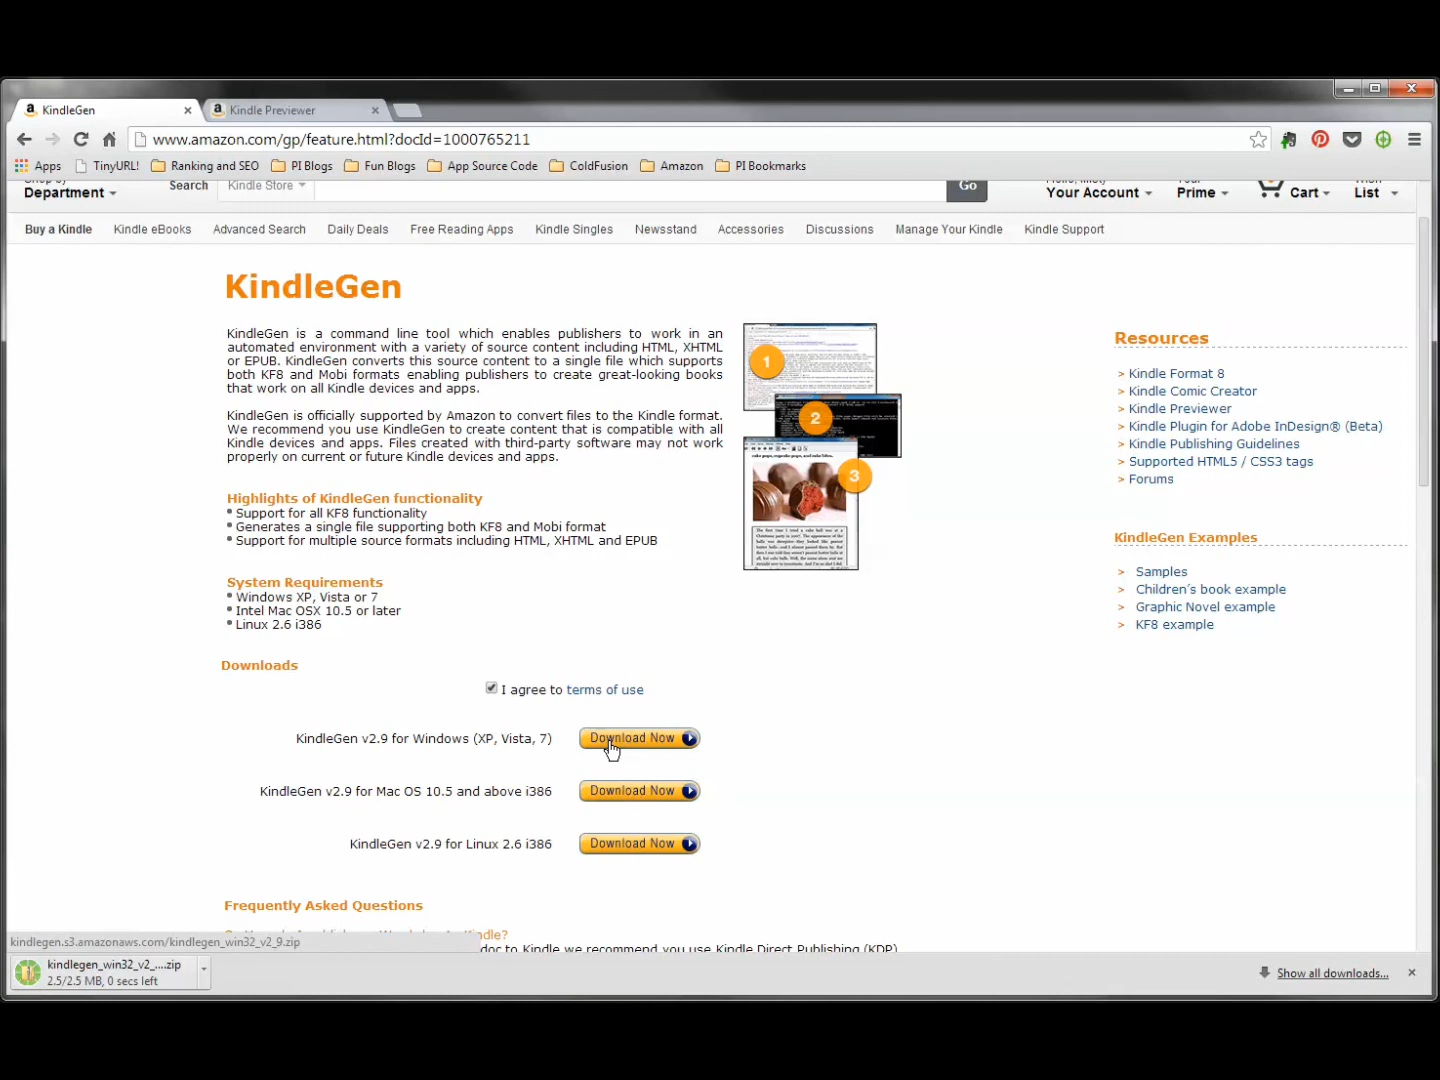 KindleGen
Kindle Previewer
www.amazon.com/gp/feature.html?docId=1000765211
Apps TinyURL! Ranking and SEO PI Blogs Fun Blogs App Source Code ColdFusion Amazon PI Bookmarks
Department Search Kindle Store Go Your Account Prime Cart List
Buy a Kindle Kindle eBooks Advanced Search Daily Deals Free Reading Apps Kindle Singles Newsstand Accessories Discussions Manage Your Kindle Kindle Support
KindleGen
KindleGen is a command line tool which enables publishers to work in an
automated environment with a variety of source content including HTML, XHTML
or EPUB. KindleGen converts this source content to a single file which supports
both KF8 and Mobi formats enabling publishers to create great-looking books
that work on all Kindle devices and apps.
KindleGen is officially supported by Amazon to convert files to the Kindle format.
We recommend you use KindleGen to create content that is compatible with all
Kindle devices and apps. Files created with third-party software may not work
properly on current or future Kindle devices and apps.
Highlights of KindleGen functionality
Support for all KF8 functionality
Generates a single file supporting both KF8 and Mobi format
Support for multiple source formats including HTML, XHTML and EPUB
System Requirements
Windows XP, Vista or 7
Intel Mac OSX 10.5 or later
Linux 2.6 i386
Downloads
I agree to terms of use
KindleGen v2.9 for Windows (XP, Vista, 7) Download Now
KindleGen v2.9 for Mac OS 10.5 and above i386 Download Now
KindleGen v2.9 for Linux 2.6 i386 Download Now
Frequently Asked Questions
doc to Kindle we recommend you use Kindle Direct Publishing (KDP)
1
2
3
Resources
> Kindle Format 8
> Kindle Comic Creator
> Kindle Previewer
> Kindle Plugin for Adobe InDesign® (Beta)
> Kindle Publishing Guidelines
> Supported HTML5 / CSS3 tags
> Forums
KindleGen Examples
> Samples
> Children´s book example
> Graphic Novel example
> KF8 example
kindlegen.s3.amazonaws.com/kindlegen_win32_v2_9.zip
kindlegen_win32_v2_....zip
2.5/2.5 MB, 0 secs left
Show all downloads...